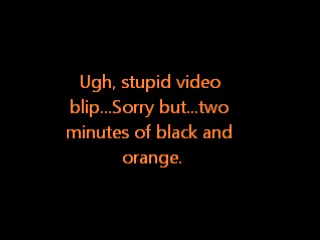 Ugh, stupid video
blip...Sorry but...two
minutes of black and
orange.